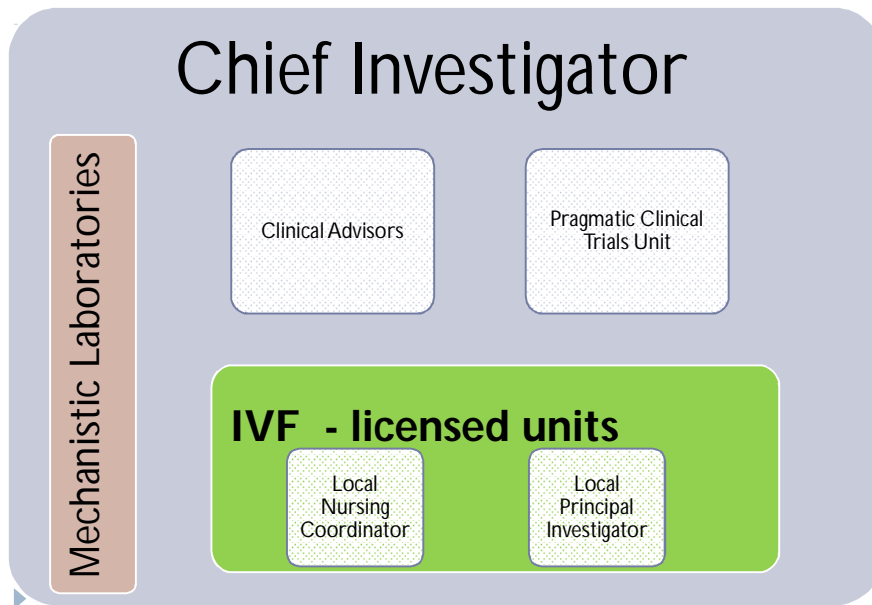 Chief Investigator
Mechanistic Laboratories
Clinical Advisors
Pragmatic Clinical
Trials Unit
IVF - licensed units
Local
Nursing
Coordinator
Local
Principal
Investigator